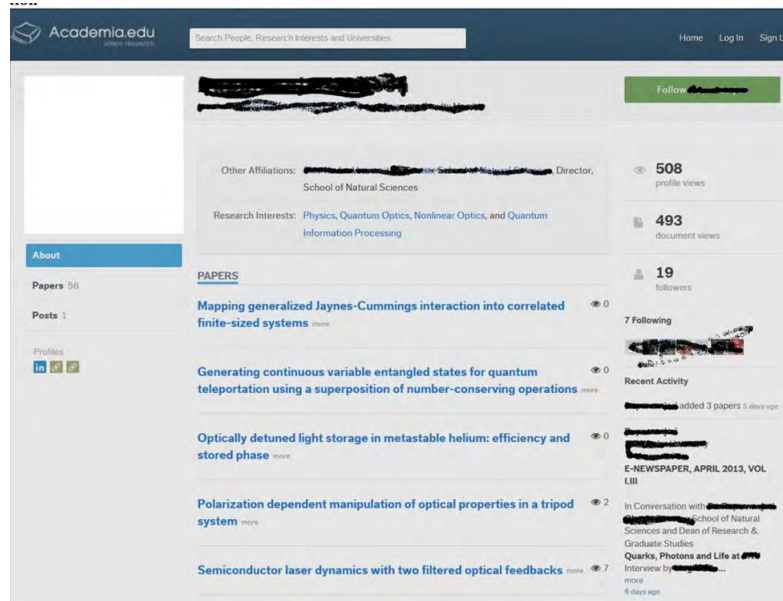 Academia.edu
share research
Search People, Research Interests and Universities
Home Log In Sign U
Follow
Other Affiliations: Director,
School of Natural Sciences
Research Interests: Physics, Quantum Optics, Nonlinear Optics, and Quantum
Information Processing
508
profile views
493
document views
19
followers
About
Papers 56
Posts 1
Profiles
in
PAPERS
Mapping generalized Jaynes-Cummings interaction into correlated
finite-sized systems more
0
Generating continuous variable entangled states for quantum
teleportation using a superposition of number-conserving operations more
0
Optically detuned light storage in metastable helium: efficiency and
stored phase more
0
Polarization dependent manipulation of optical properties in a tripod
system more
2
Semiconductor laser dynamics with two filtered optical feedbacks more
7
7 Following
Recent Activity
added 3 papers 5 days ago
E-NEWSPAPER, APRIL 2013, VOL
I.III
In Conversation with
School of Natural
Sciences and Dean of Research &
Graduate Studies
Quarks, Photons and Life at
Interview by ...
more
6 days ago